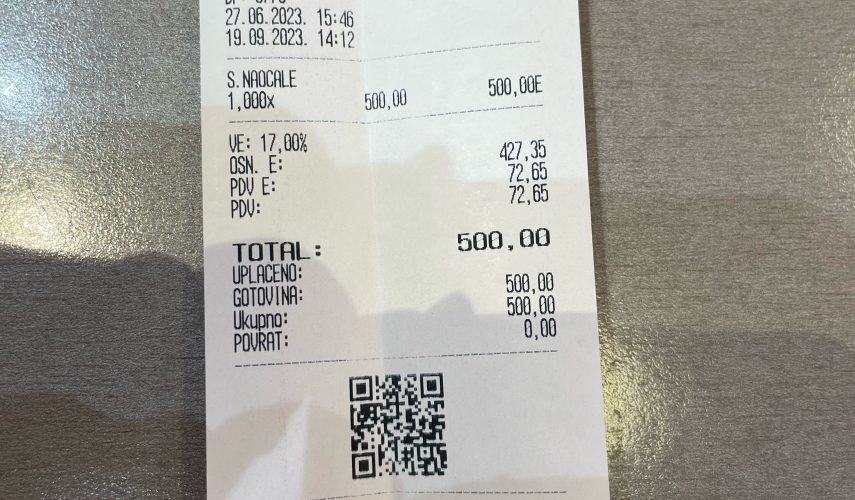 27.06.2023. 15:46
19.09.2023. 14:12
S.NAOCALE
1,000x 500,00 500,00E
VE: 17,00%
OSN. E: 427,35
PDV E: 72,65
PDV: 72,65
TOTAL: 500,00
UPLACENO:
GOTOVINA: 500,00
Ukupno: 500,00
POVRAT: 0,00